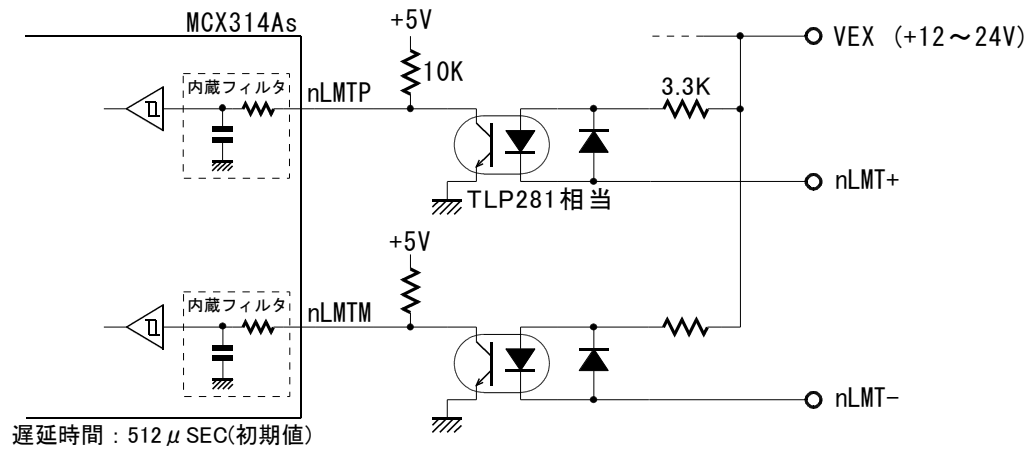 MCX314As
+5V
VEX (+12～24V)
内蔵フィルタ
nLMTP
10K
3.3K
nLMT+
TLP281相当
+5V
内蔵フィルタ
nLMTM
nLMT−
遅延時間：512μSEC(初期値)